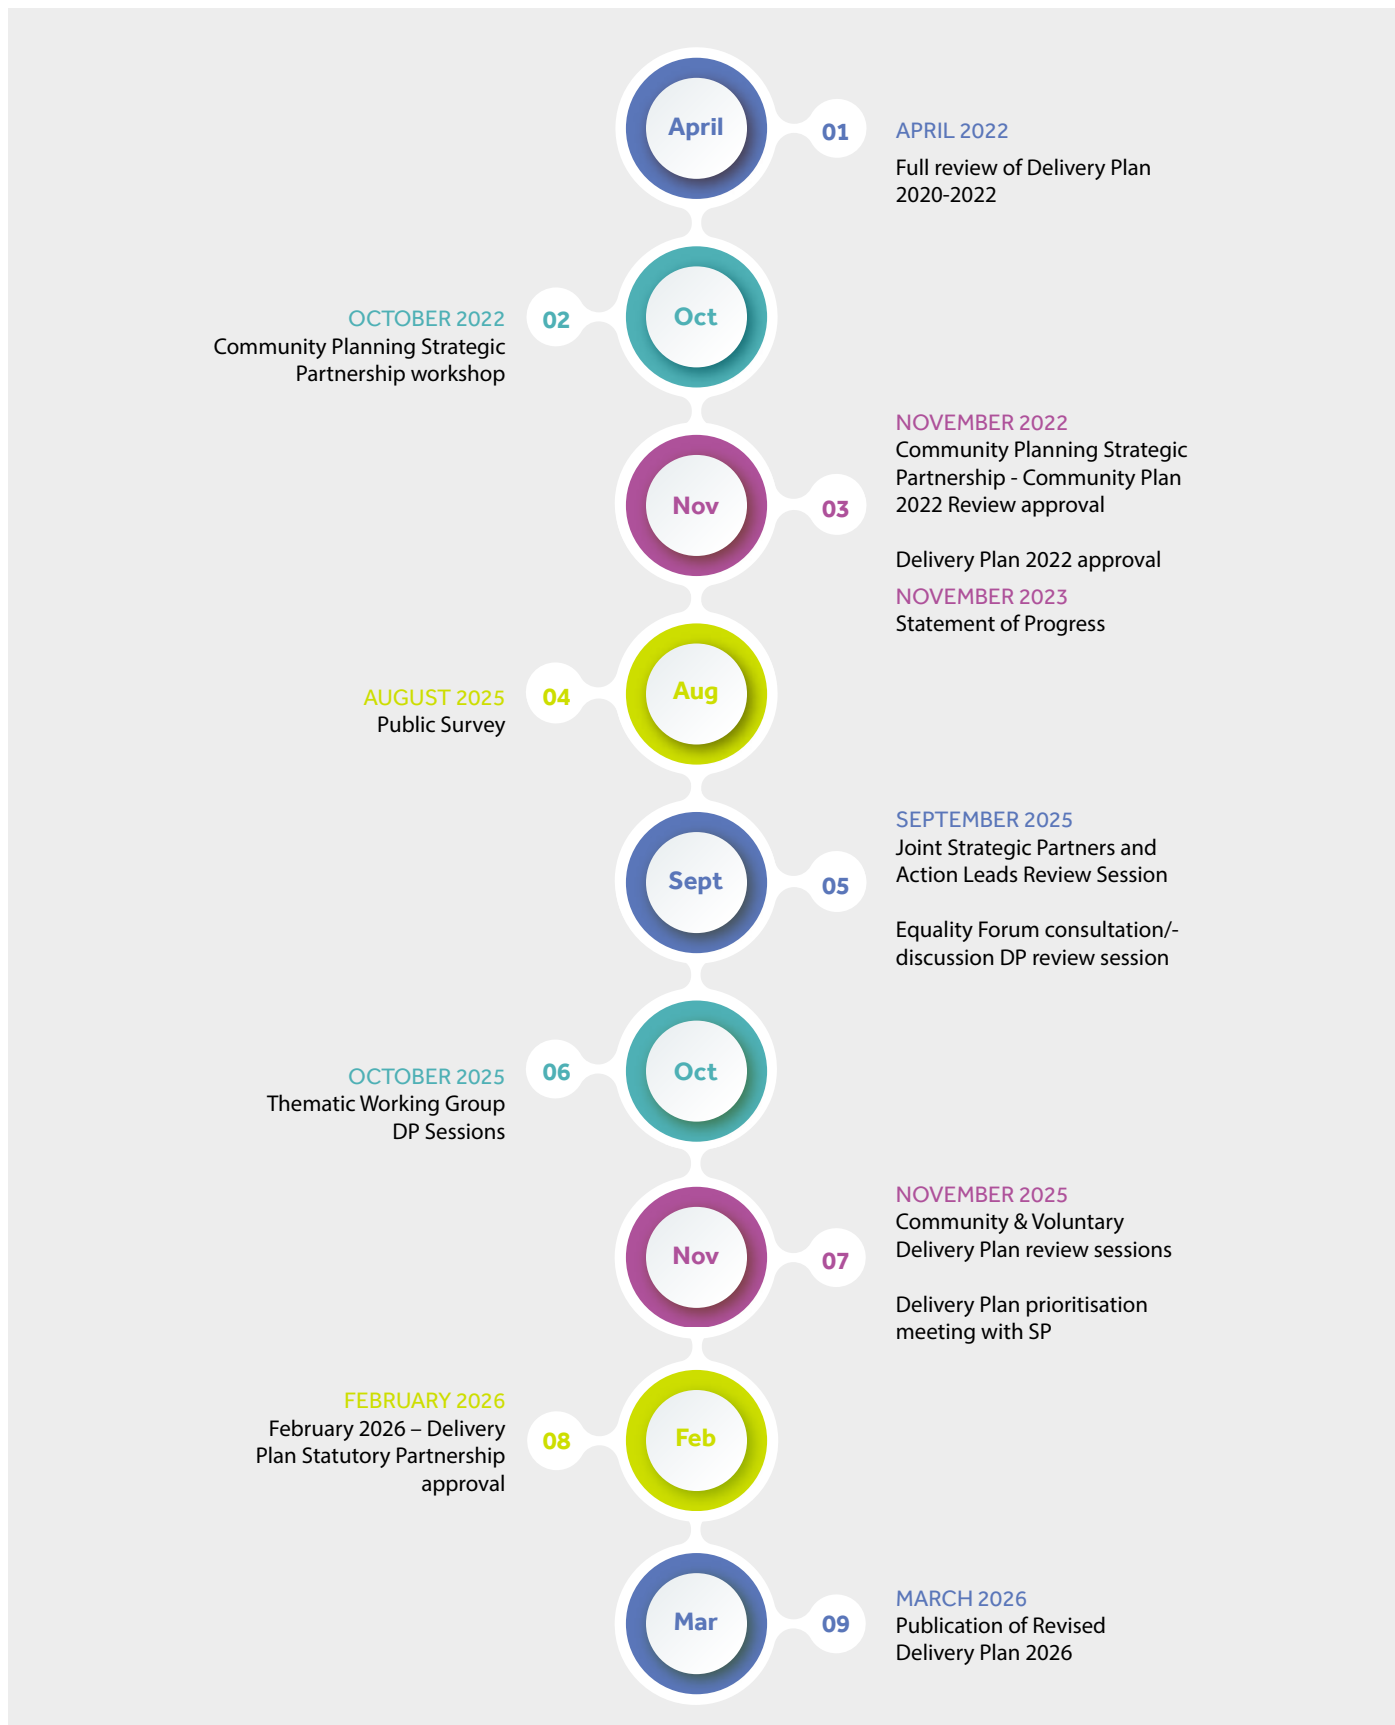 April
01
APRIL 2022
Full review of Delivery Plan
2020-2022
OCTOBER 2022
Community Planning Strategic
Partnership workshop
02
Oct
Nov
03
NOVEMBER 2022
Community Planning Strategic
Partnership - Community Plan
2022 Review approval
Delivery Plan 2022 approval
NOVEMBER 2023
Statement of Progress
AUGUST 2025
Public Survey
04
Aug
Sept
05
SEPTEMBER 2025
Joint Strategic Partners and
Action Leads Review Session
Equality Forum consultation/-
discussion DP review session
OCTOBER 2025
Thematic Working Group
DP Sessions
06
Oct
Nov
07
NOVEMBER 2025
Community & Voluntary
Delivery Plan review sessions
Delivery Plan prioritisation
meeting with SP
FEBRUARY 2026
February 2026 – Delivery
Plan Statutory Partnership
approval
08
Feb
Mar
09
MARCH 2026
Publication of Revised
Delivery Plan 2026